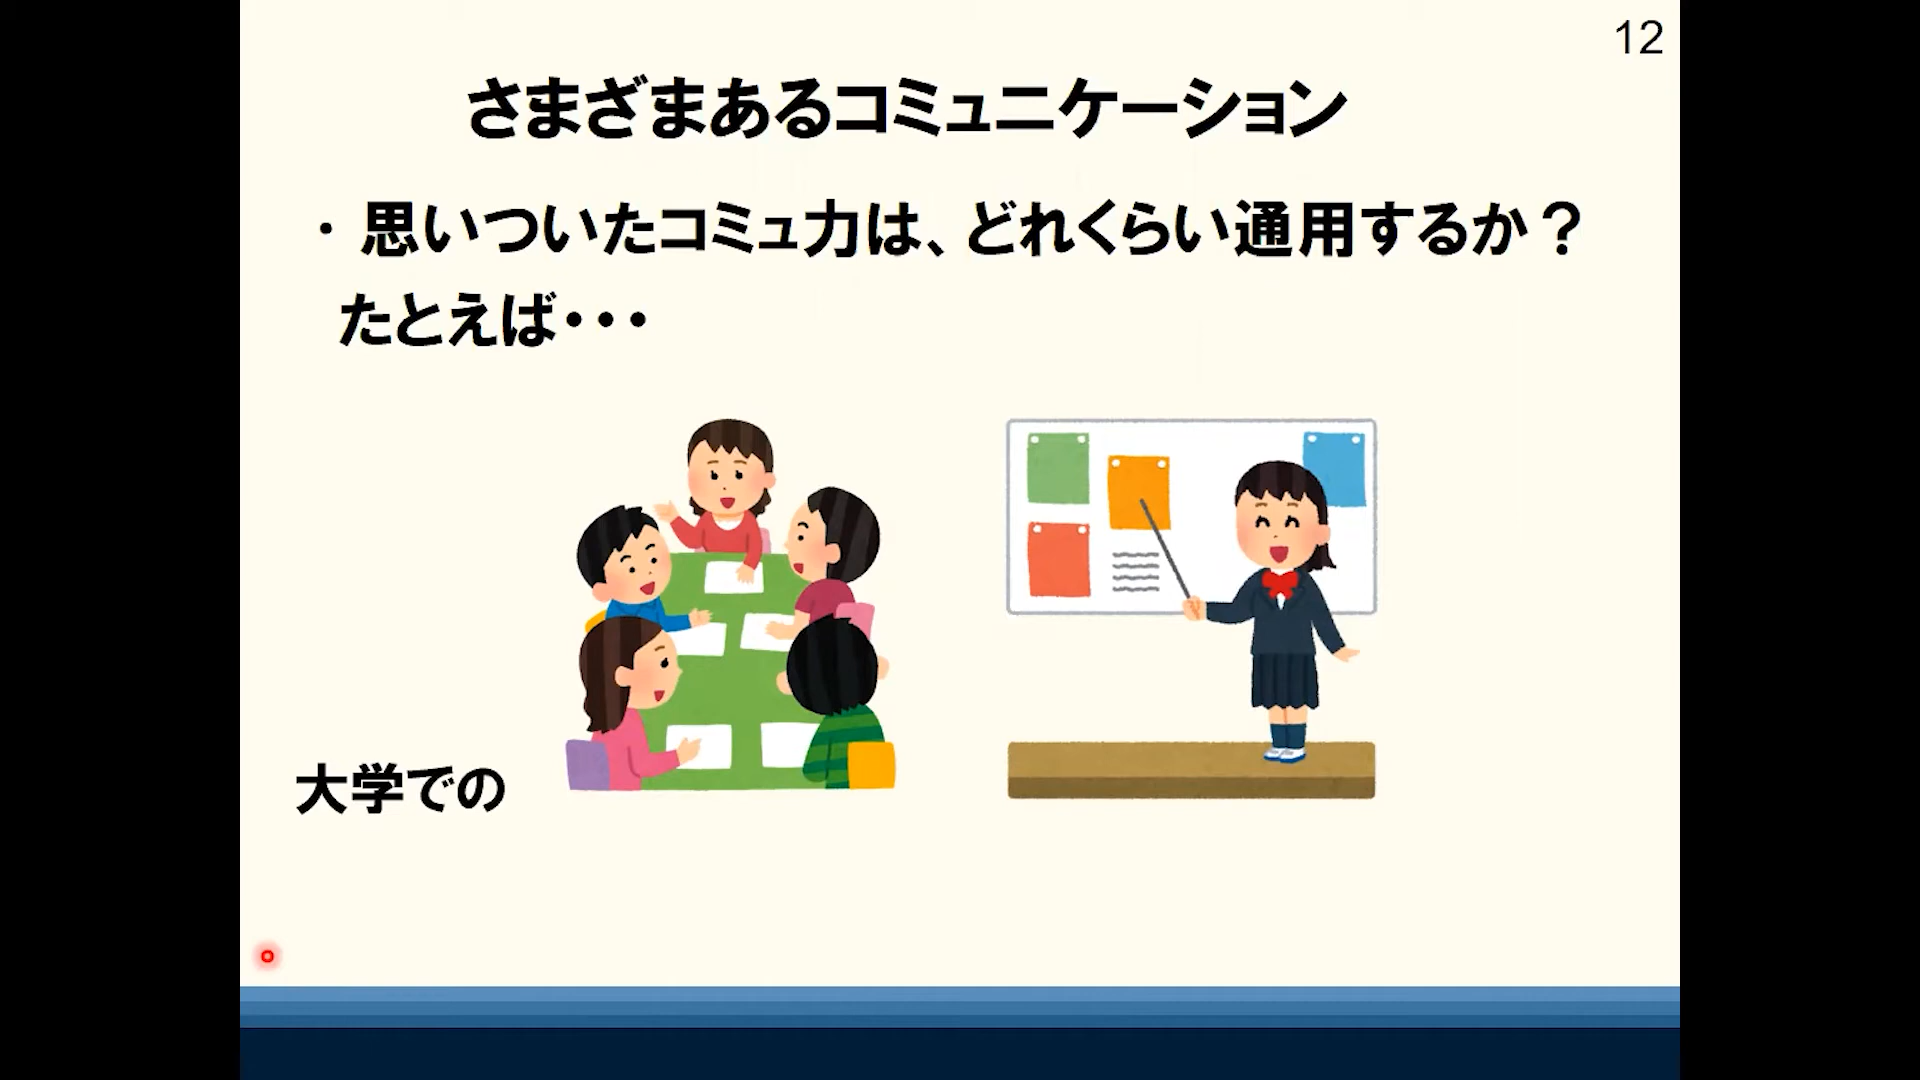 12
さまざまあるコミュニケーション
・思いついたコミュ力は、どれくらい通用するか？
たとえば・・・
大学での